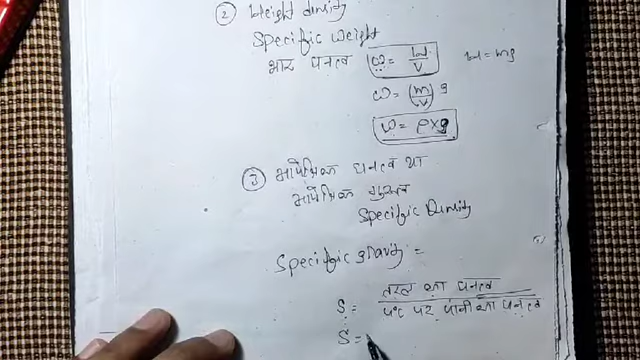 ② Weight density
Specific weight
भार घनत्व ω = W/V W = mg
ω = (m/V) g
ω = ρ×g
③ आपेक्षिक घनत्व या
आपेक्षिक गुरुत्व
Specific Density
Specific gravity =
S = तरल का घनत्व / 4°C पर पानी का घनत्व
S =